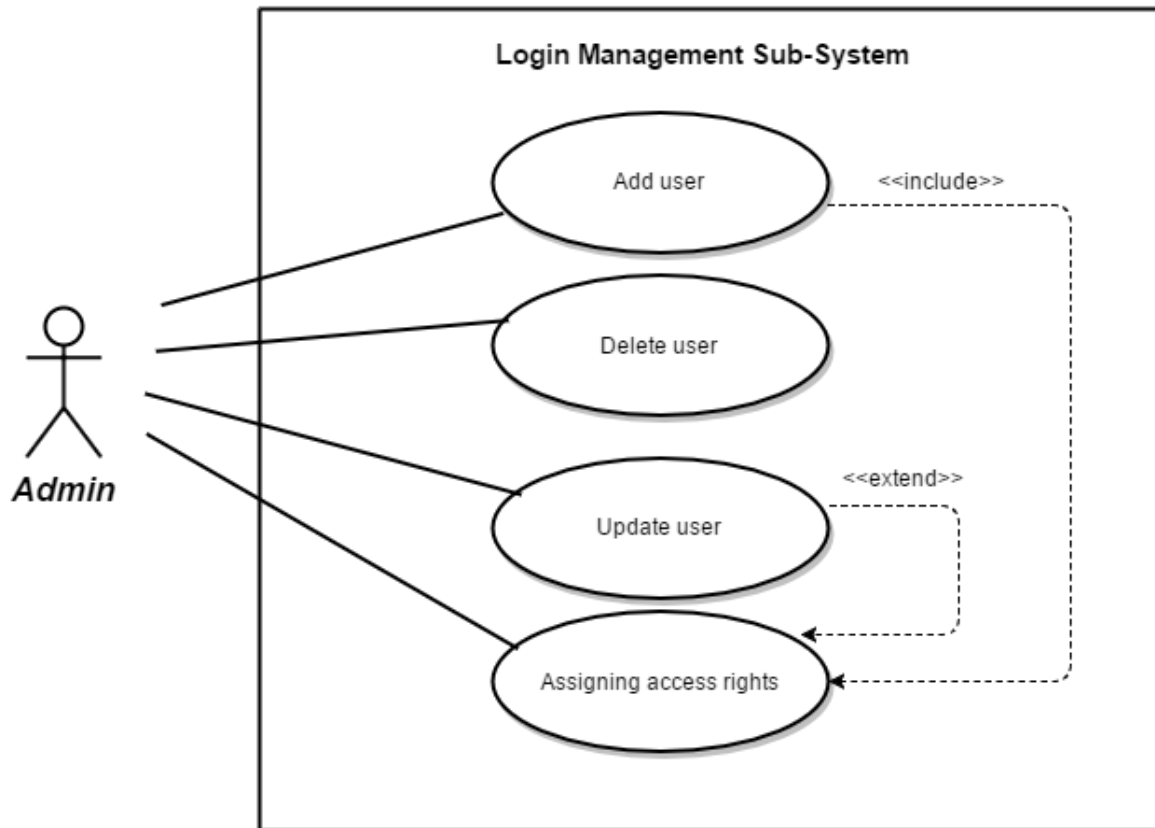 Login Management Sub-System
Add user
<<include>>
Delete user
Admin
<<extend>>
Update user
Assigning access rights